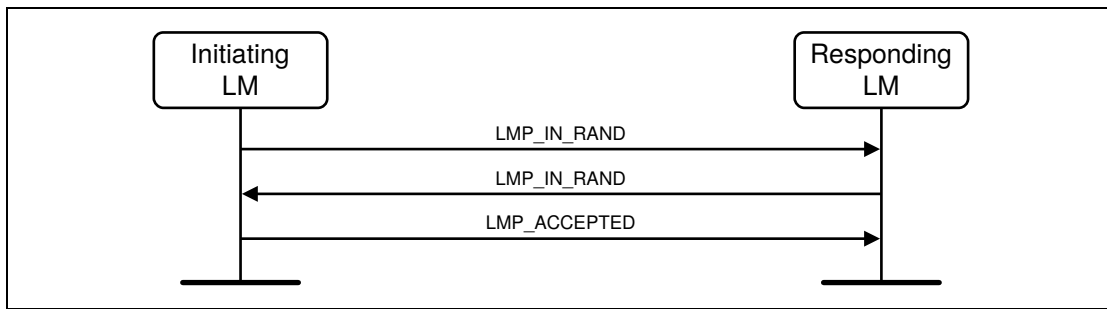 Initiating
LM
Responding
LM
LMP_IN_RAND
LMP_IN_RAND
LMP_ACCEPTED